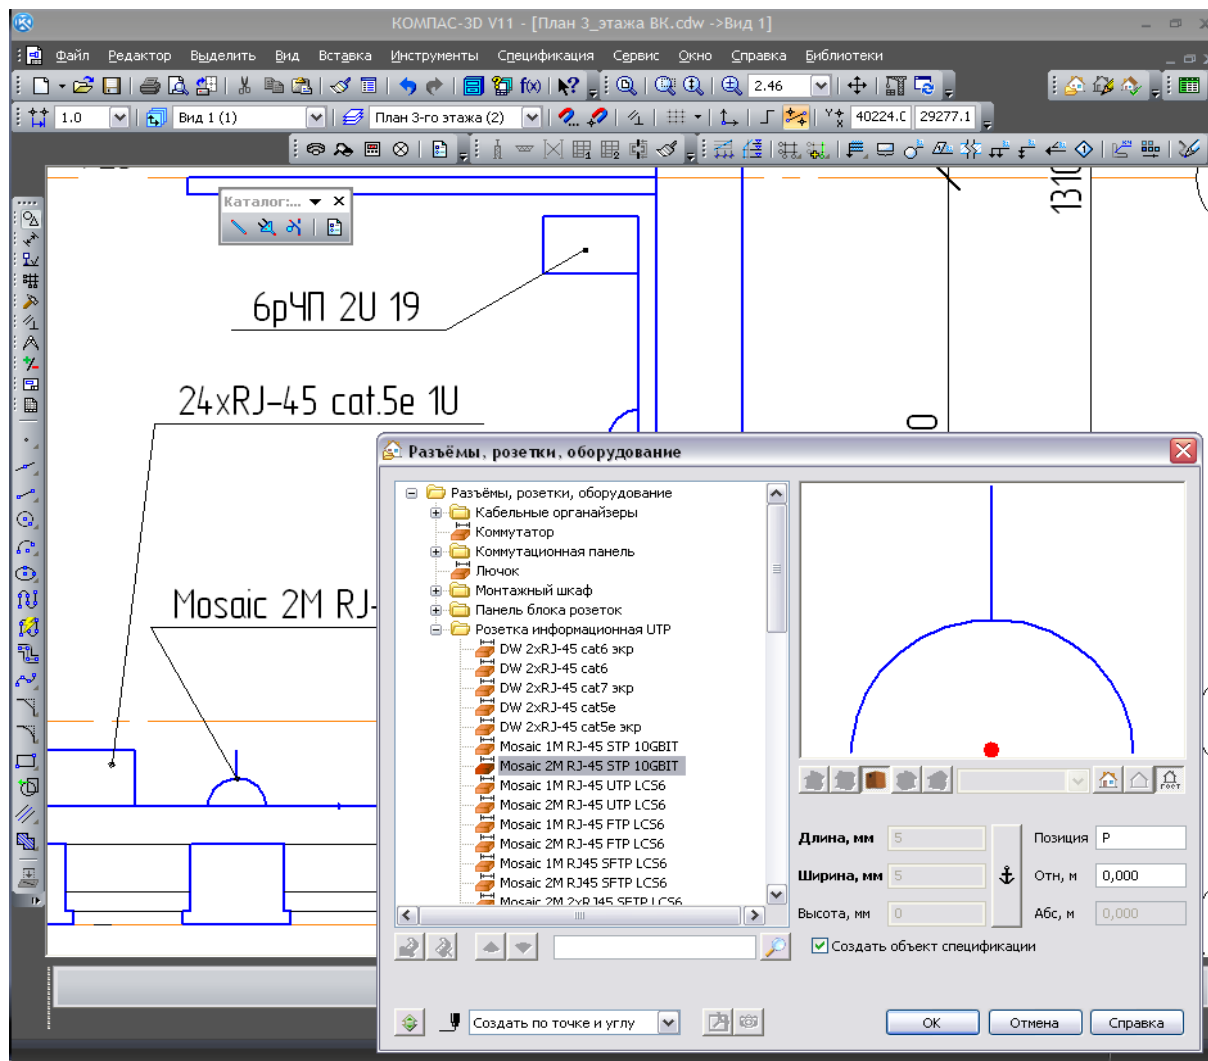 КОМПАС-3D V11 - [План 3_этажа ВК.cdw ->Вид 1]
Файл Редактор Выделить Вид Вставка Инструменты Спецификация Сервис Окно Справка Библиотеки
f(x) 2.46
1.0 Вид 1 (1) План 3-го этажа (2) 40224.0 29277.1
Каталог:...
1310
6рЧП 2U 19
24xRJ-45 cat.5e 1U
0
Mosaic 2M RJ-
Разъёмы, розетки, оборудование
Разъёмы, розетки, оборудование
Кабельные органайзеры
Коммутатор
Коммутационная панель
Лючок
Монтажный шкаф
Панель блока розеток
Розетка информационная UTP
DW 2xRJ-45 cat6 экр
DW 2xRJ-45 cat6
DW 2xRJ-45 cat7 экр
DW 2xRJ-45 cat5e
DW 2xRJ-45 cat5e экр
Mosaic 1M RJ-45 STP 10GBIT
Mosaic 2M RJ-45 STP 10GBIT
Mosaic 1M RJ-45 UTP LCS6
Mosaic 2M RJ-45 UTP LCS6
Mosaic 1M RJ-45 FTP LCS6
Mosaic 2M RJ-45 FTP LCS6
Mosaic 1M RJ45 SFTP LCS6
Mosaic 2M RJ45 SFTP LCS6
Mosaic 2M 2xRJ45 SFTP LCS6
ГОСТ
Длина, мм 5 Позиция Р
Ширина, мм 5 Отн, м 0,000
Высота, мм 0 Абс, м 0,000
Создать объект спецификации
Создать по точке и углу
ОК Отмена Справка